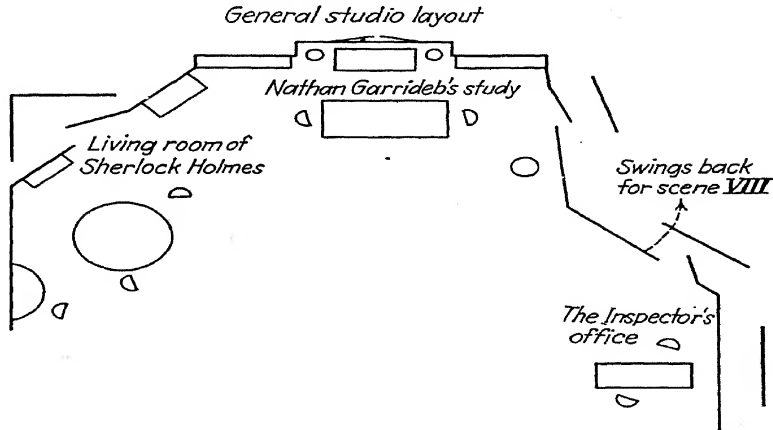 General studio layout
Nathan Garrideb's study
Living room of
Sherlock Holmes
Swings back
for scene VIII
The Inspector's
office